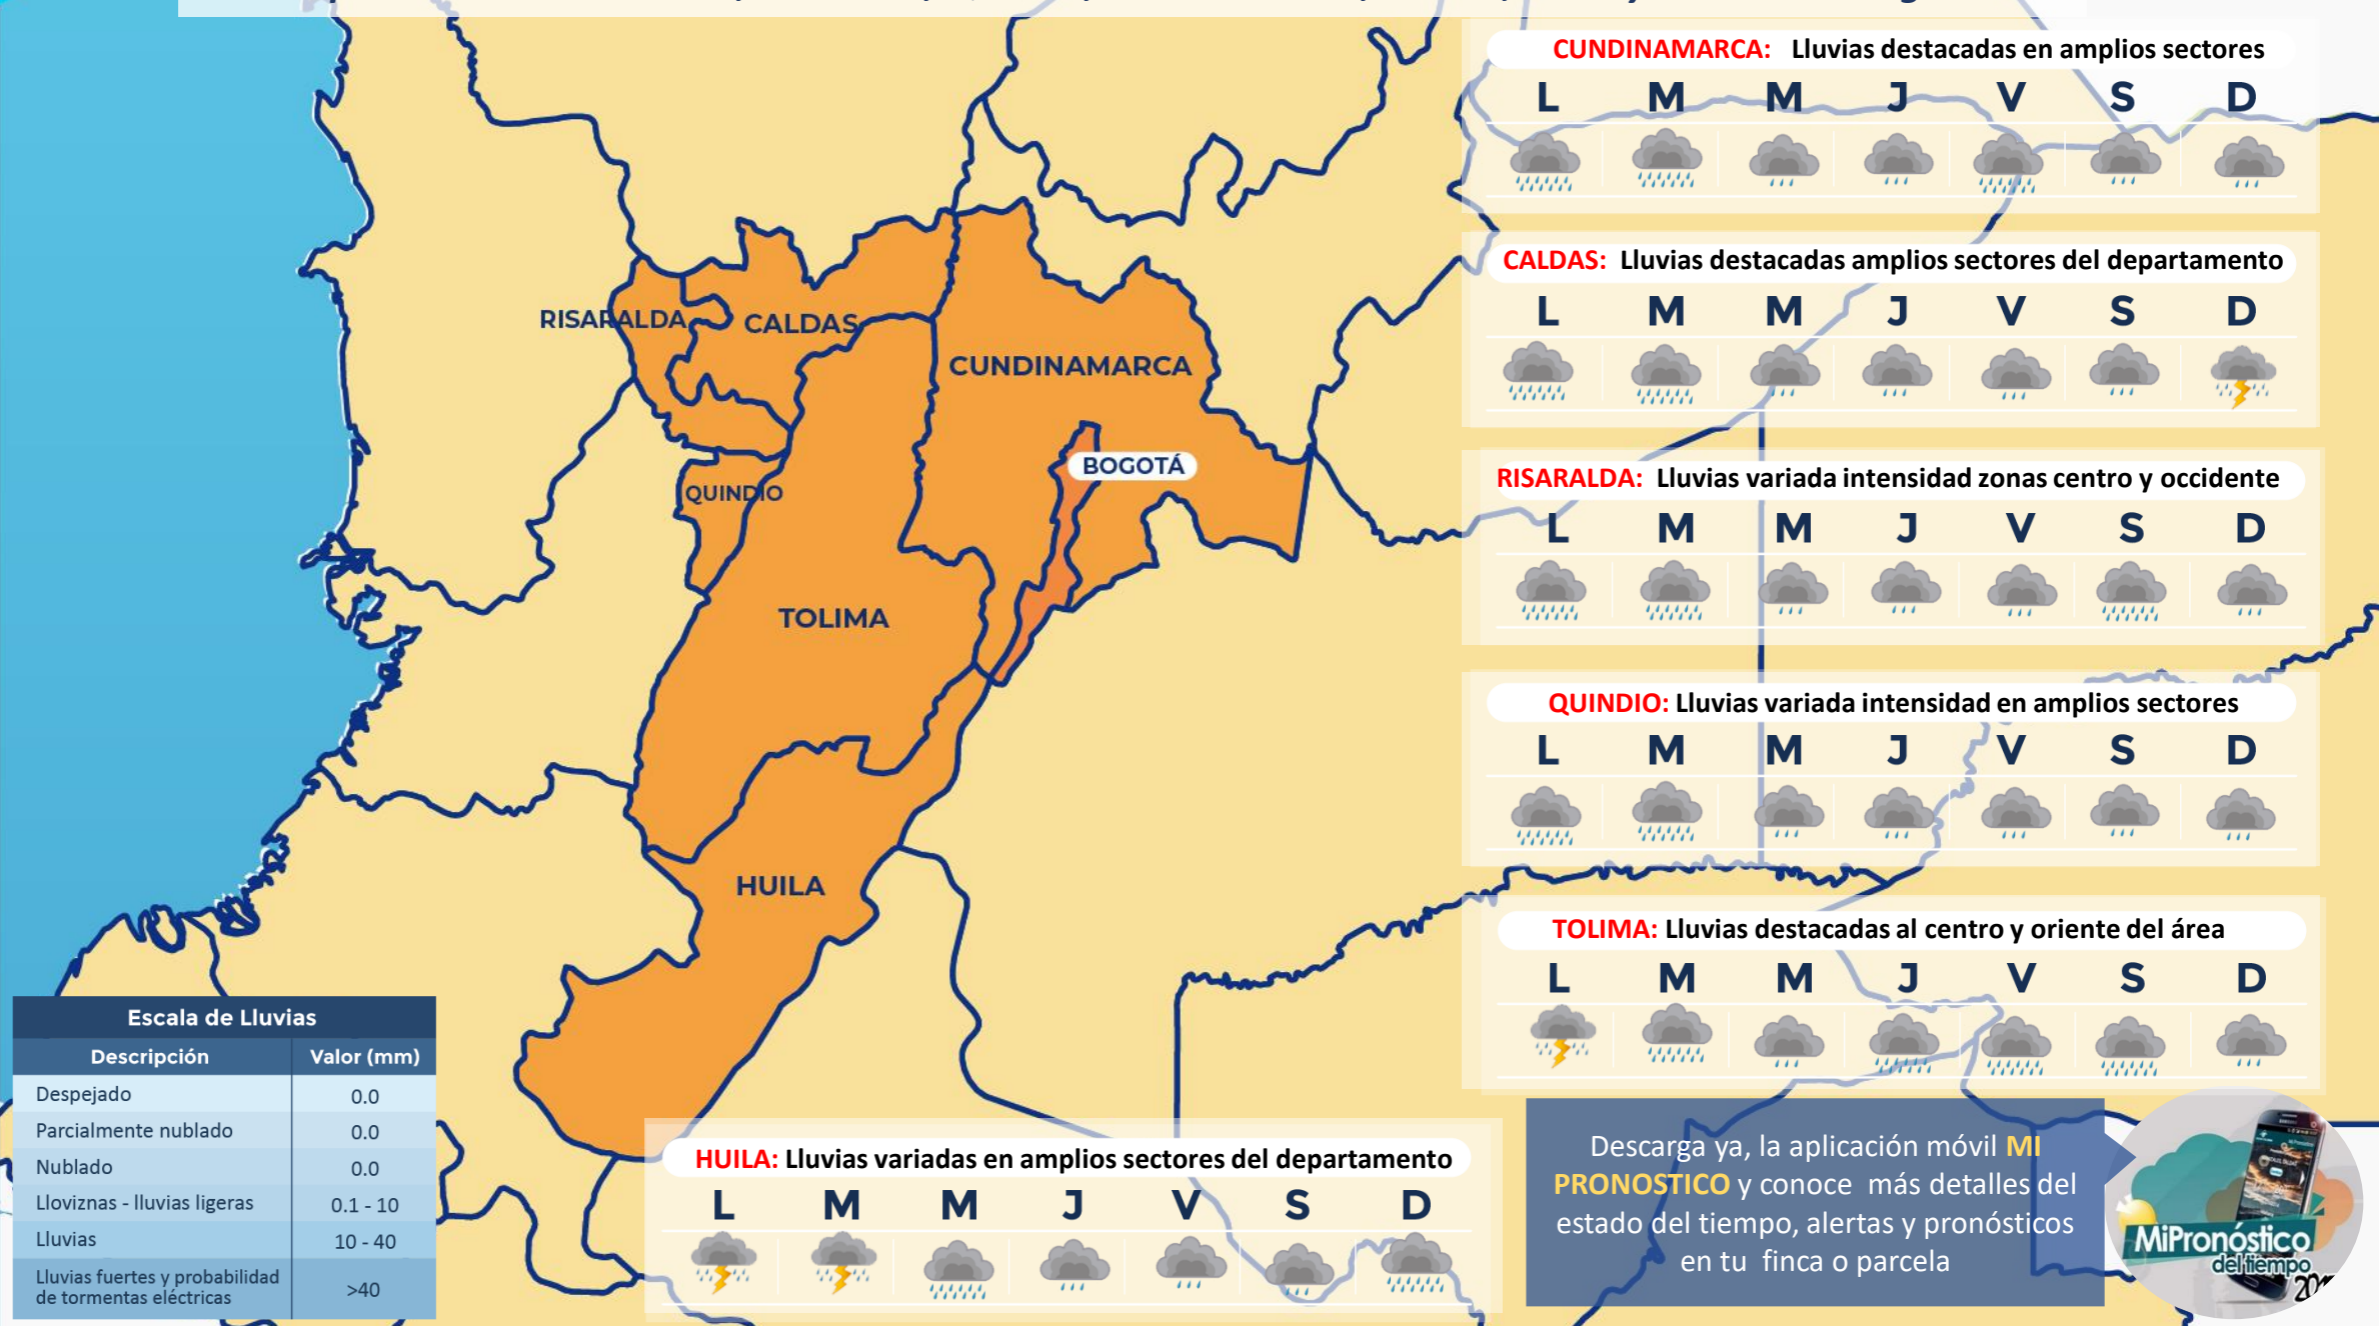 CUNDINAMARCA: Lluvias destacadas en amplios sectores
L M M J V S D
CALDAS: Lluvias destacadas amplios sectores del departamento
L M M J V S D
RISARALDA: Lluvias variada intensidad zonas centro y occidente
L M M J V S D
QUINDIO: Lluvias variada intensidad en amplios sectores
L M M J V S D
TOLIMA: Lluvias destacadas al centro y oriente del área
L M M J V S D
HUILA: Lluvias variadas en amplios sectores del departamento
L M M J V S D
RISARALDA
CALDAS
CUNDINAMARCA
BOGOTÁ
QUINDIO
TOLIMA
HUILA
Escala de Lluvias
Descripción Valor (mm)
Despejado 0.0
Parcialmente nublado 0.0
Nublado 0.0
Lloviznas - lluvias ligeras 0.1 - 10
Lluvias 10 - 40
Lluvias fuertes y probabilidad
de tormentas eléctricas >40
Descarga ya, la aplicación móvil MI
PRONOSTICO y conoce más detalles del
estado del tiempo, alertas y pronósticos
en tu finca o parcela
MiPronóstico
del tiempo